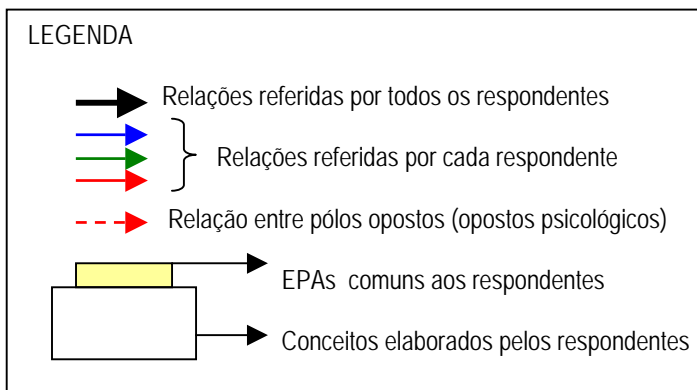 LEGENDA
Relações referidas por todos os respondentes
Relações referidas por cada respondente
Relação entre pólos opostos (opostos psicológicos)
EPAs comuns aos respondentes
Conceitos elaborados pelos respondentes